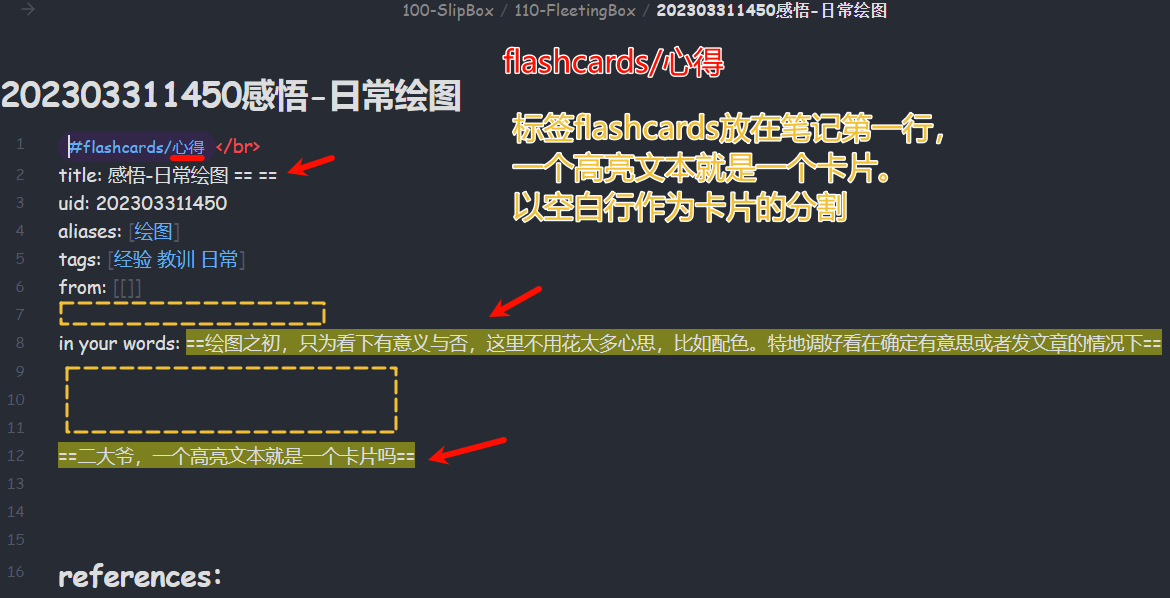 100-SlipBox / 110-FleetingBox / 202303311450感悟-日常绘图
flashcards/心得
202303311450感悟-日常绘图
标签flashcards放在笔记第一行，
一个高亮文本就是一个卡片。
以空白行作为卡片的分割
1 #flashcards/心得 </br>
2 title: 感悟-日常绘图 == ==
3 uid: 202303311450
4 aliases: [绘图]
5 tags: [经验 教训 日常]
6 from: [[]]
7
8 in your words: ==绘图之初，只为看下有意义与否，这里不用花太多心思，比如配色。特地调好看在确定有意思或者发文章的情况下==
9
10
11
12 ==二大爷，一个高亮文本就是一个卡片吗==
13
14
15
16 references: